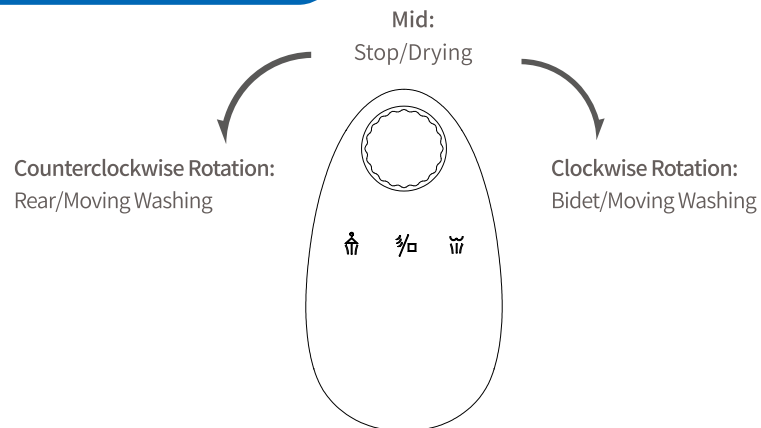 Mid:
Stop/Drying
Counterclockwise Rotation:
Rear/Moving Washing
Clockwise Rotation:
Bidet/Moving Washing